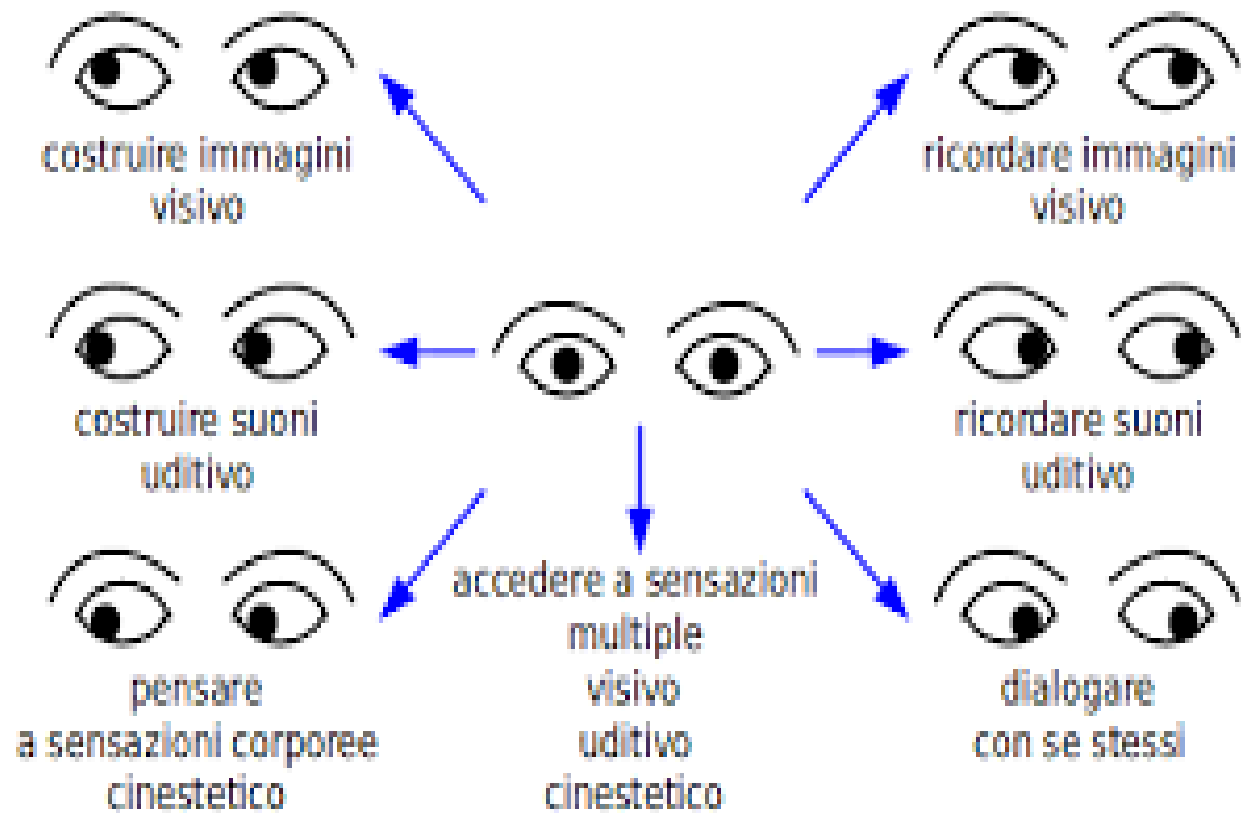 costruire immagini
visivo
ricordare immagini
visivo
costruire suoni
uditivo
ricordare suoni
uditivo
pensare
a sensazioni corporee
cinestetico
accedere a sensazioni
multiple
visivo
uditivo
cinestetico
dialogare
con se stessi